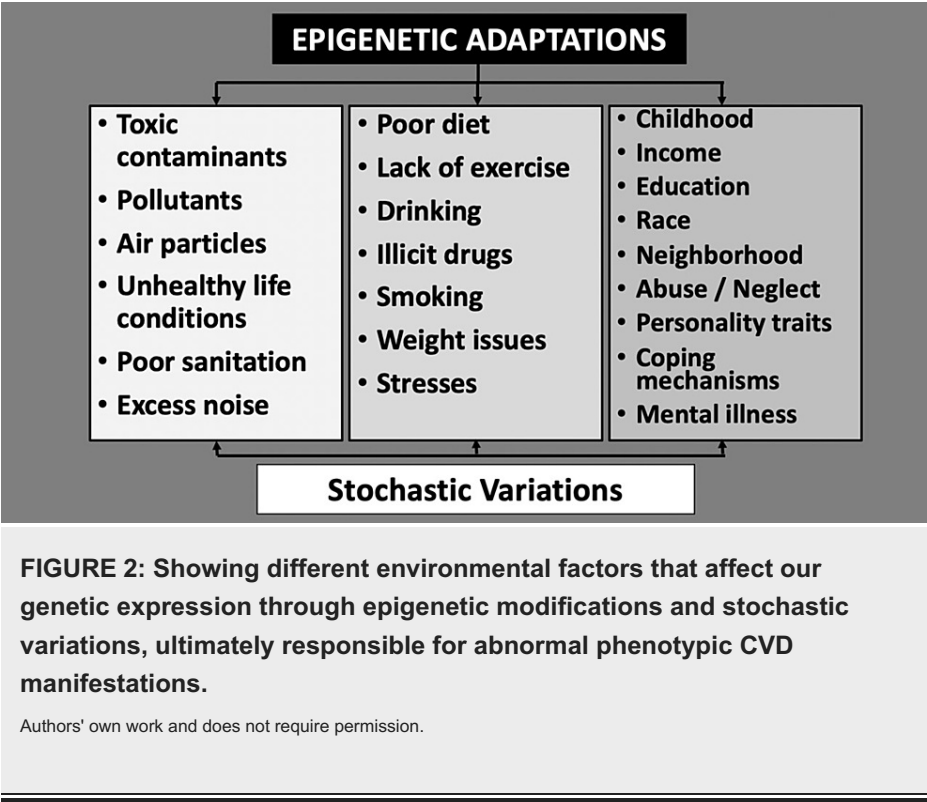 EPIGENETIC ADAPTATIONS
• Toxic
contaminants
• Pollutants
• Air particles
• Unhealthy life
conditions
• Poor sanitation
• Excess noise
• Poor diet
• Lack of exercise
• Drinking
• Illicit drugs
• Smoking
• Weight issues
• Stresses
• Childhood
• Income
• Education
• Race
• Neighborhood
• Abuse / Neglect
• Personality traits
• Coping
mechanisms
• Mental illness
Stochastic Variations
FIGURE 2: Showing different environmental factors that affect our
genetic expression through epigenetic modifications and stochastic
variations, ultimately responsible for abnormal phenotypic CVD
manifestations.
Authors' own work and does not require permission.